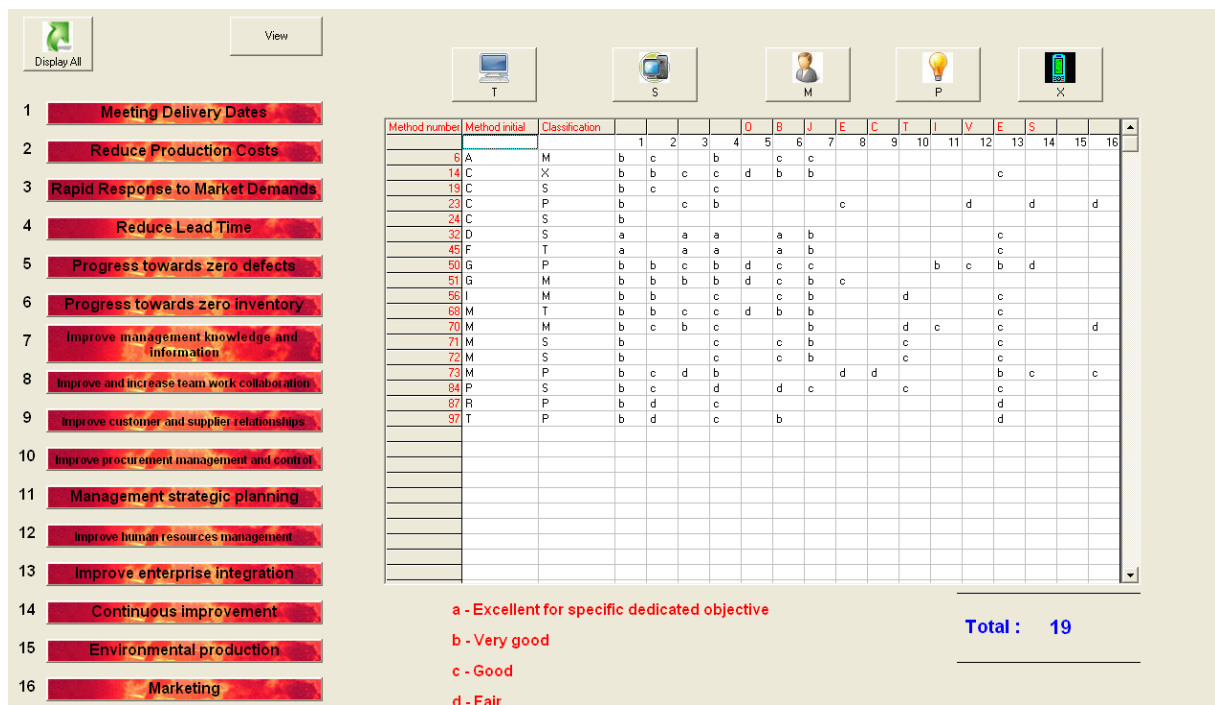 Display All
View
T
S
M
P
X
1 Meeting Delivery Dates
2 Reduce Production Costs
3 Rapid Response to Market Demands
4 Reduce Lead Time
5 Progress towards zero defects
6 Progress towards zero inventory
7 Improve management knowledge and
information
8 Improve and increase team work collaboration
9 Improve customer and supplier relationships
10 Improve procurement management and control
11 Management strategic planning
12 Improve human resources management
13 Improve enterprise integration
14 Continuous improvement
15 Environmental production
16 Marketing
Method number Method initial Classification O B J E C T I V E S
1 2 3 4 5 6 7 8 9 10 11 12 13 14 15 16
6 A M b c b c c
14 C X b b c c d b b c
19 C S b c c
23 C P b c b c d d d
24 C S b
32 D S a a a a b c
45 F T a a a a b c
50 G P b b c b d c c b c b d
51 G M b b b b d c b c
56 I M b b c c b d c
68 M T b b c c d b b c
70 M M b c b c b d c c d
71 M S b c c b c c
72 M S b c c b c c
73 M P b c d b d d b c c
84 P S b c d d c c c
87 R P b d c d
97 T P b d c b d
a - Excellent for specific dedicated objective
b - Very good
c - Good
d - Fair
Total : 19